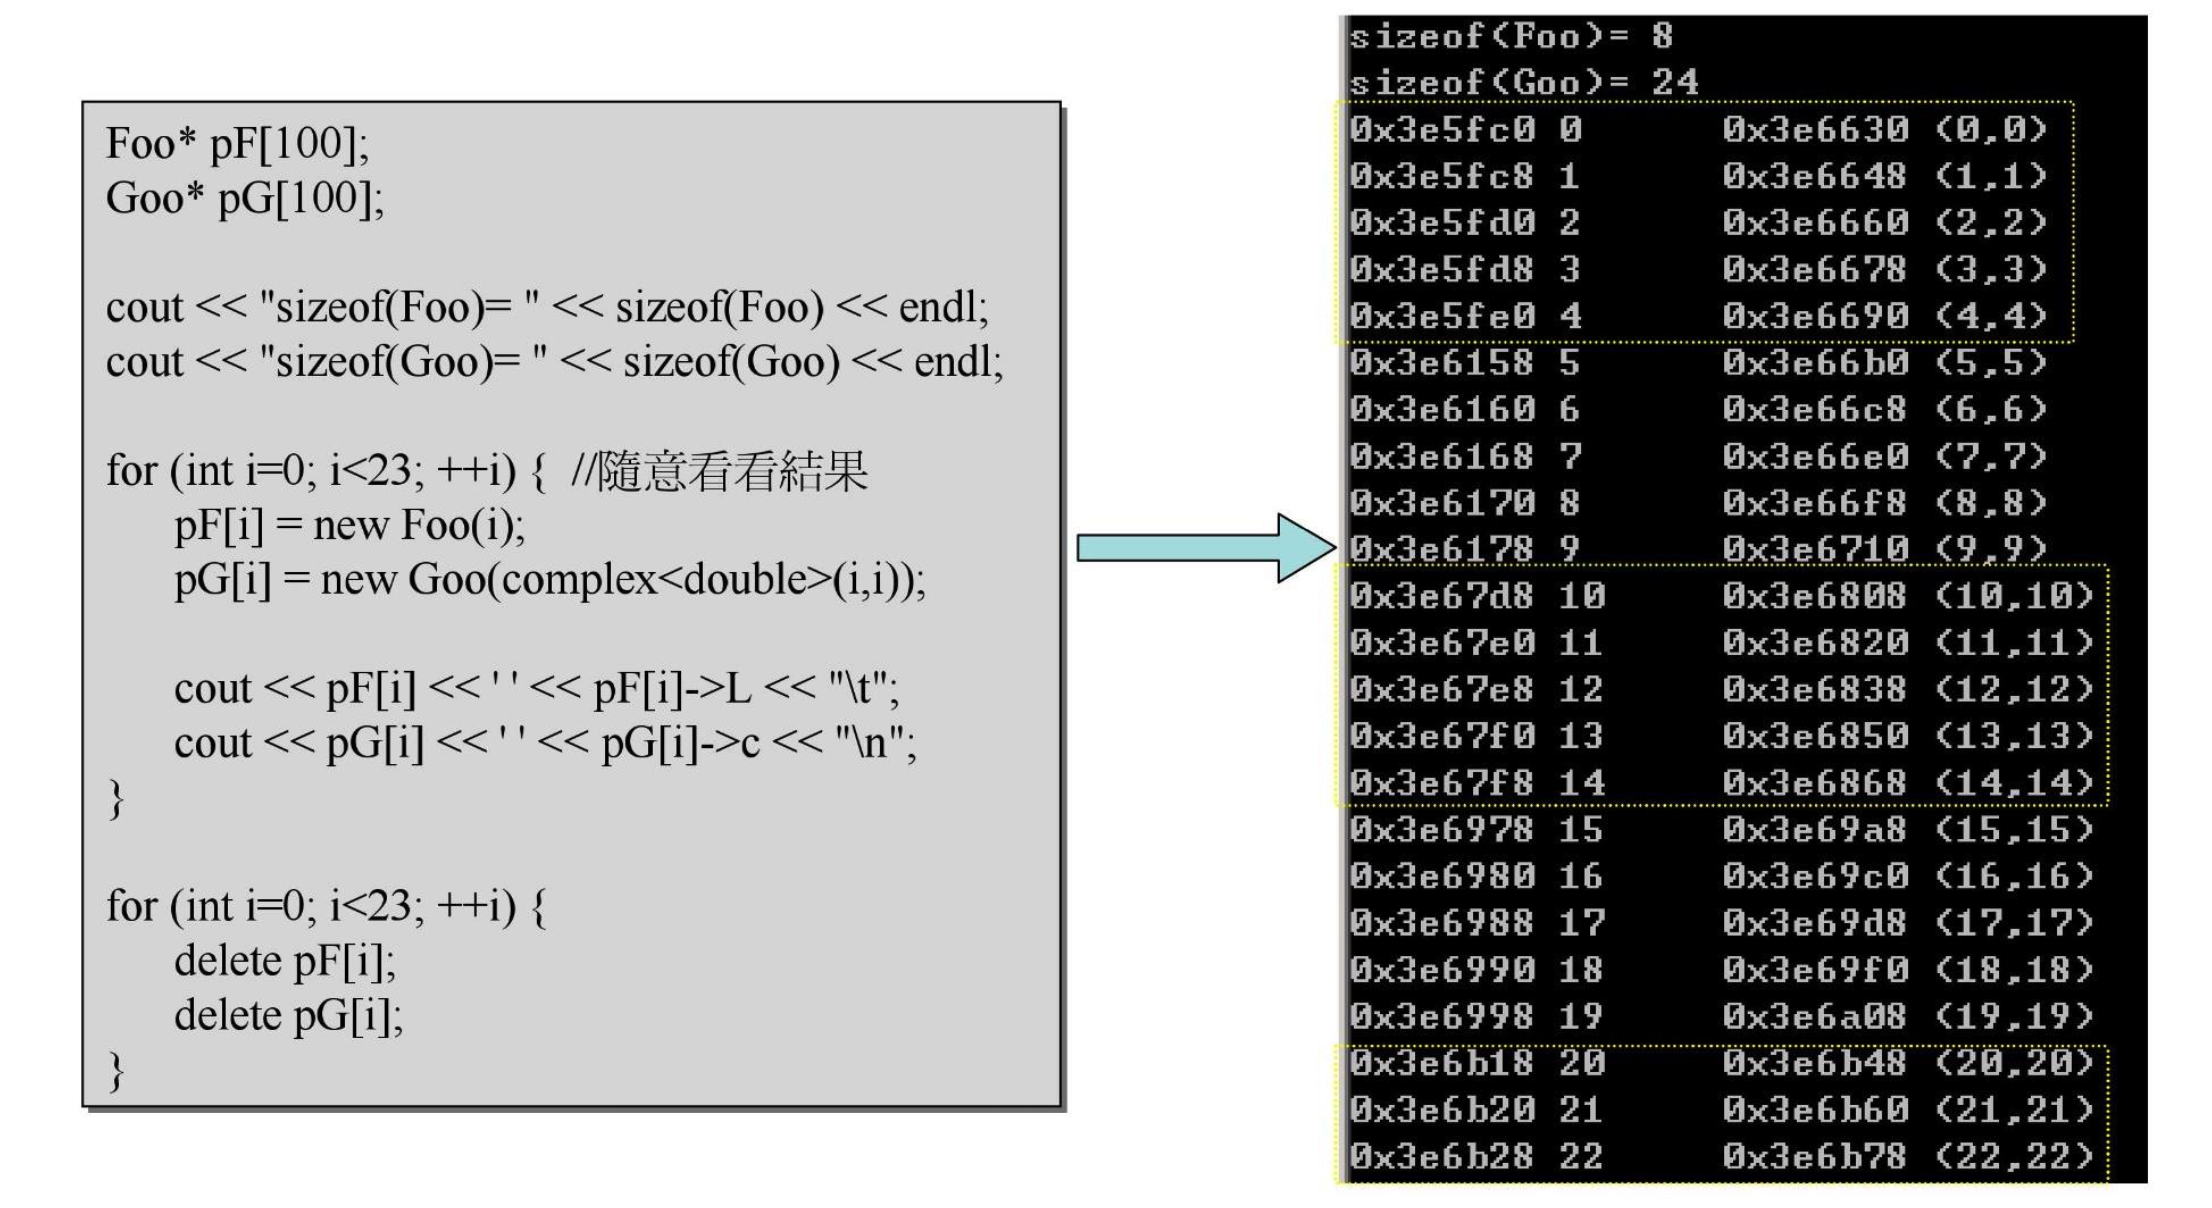 Foo* pF[100];
Goo* pG[100];
cout << "sizeof(Foo)= " << sizeof(Foo) << endl;
cout << "sizeof(Goo)= " << sizeof(Goo) << endl;
for (int i=0; i<23; ++i) { //隨意看看結果
pF[i] = new Foo(i);
pG[i] = new Goo(complex<double>(i,i));
cout << pF[i] << ' ' << pF[i]->L << "\t";
cout << pG[i] << ' ' << pG[i]->c << "\n";
}
for (int i=0; i<23; ++i) {
delete pF[i];
delete pG[i];
}
sizeof(Foo)= 8
sizeof(Goo)= 24
0x3e5fc0 0 0x3e6630 (0,0)
0x3e5fc8 1 0x3e6648 (1,1)
0x3e5fd0 2 0x3e6660 (2,2)
0x3e5fd8 3 0x3e6678 (3,3)
0x3e5fe0 4 0x3e6690 (4,4)
0x3e6158 5 0x3e66b0 (5,5)
0x3e6160 6 0x3e66c8 (6,6)
0x3e6168 7 0x3e66e0 (7,7)
0x3e6170 8 0x3e66f8 (8,8)
0x3e6178 9 0x3e6710 (9,9)
0x3e67d8 10 0x3e6808 (10,10)
0x3e67e0 11 0x3e6820 (11,11)
0x3e67e8 12 0x3e6838 (12,12)
0x3e67f0 13 0x3e6850 (13,13)
0x3e67f8 14 0x3e6868 (14,14)
0x3e6978 15 0x3e69a8 (15,15)
0x3e6980 16 0x3e69c0 (16,16)
0x3e6988 17 0x3e69d8 (17,17)
0x3e6990 18 0x3e69f0 (18,18)
0x3e6998 19 0x3e6a08 (19,19)
0x3e6b18 20 0x3e6b48 (20,20)
0x3e6b20 21 0x3e6b60 (21,21)
0x3e6b28 22 0x3e6b78 (22,22)